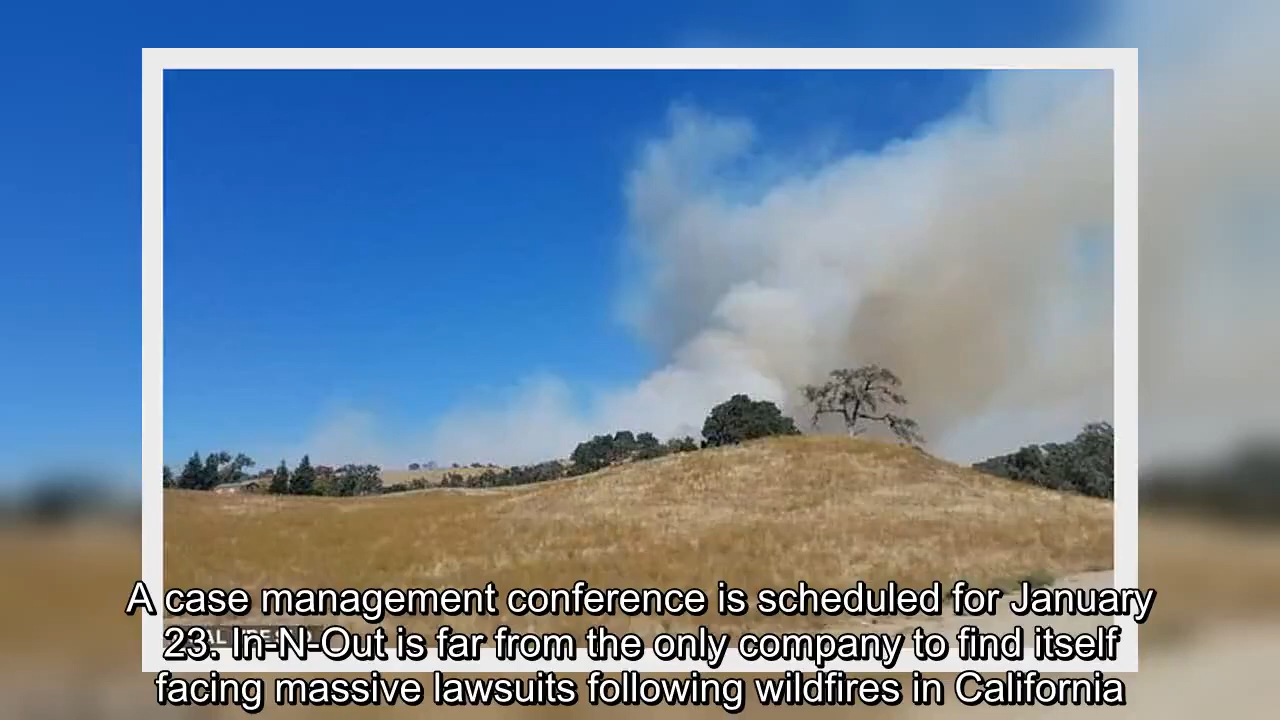 A case management conference is scheduled for January
23. In-N-Out is far from the only company to find itself
facing massive lawsuits following wildfires in California